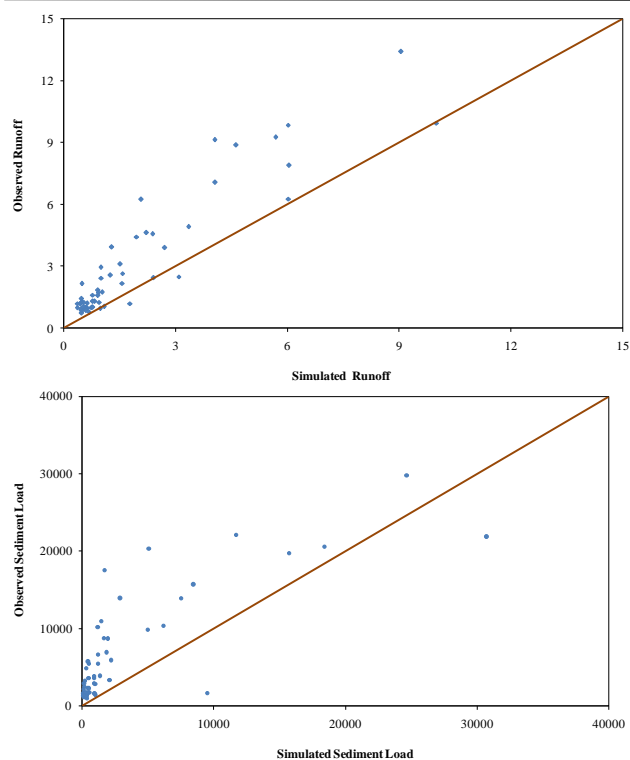 15
12
9
6
3
0
Observed Runoff
0 3 6 9 12 15
Simulated Runoff
40000
30000
20000
10000
0
Observed Sediment Load
0 10000 20000 30000 40000
Simulated Sediment Load